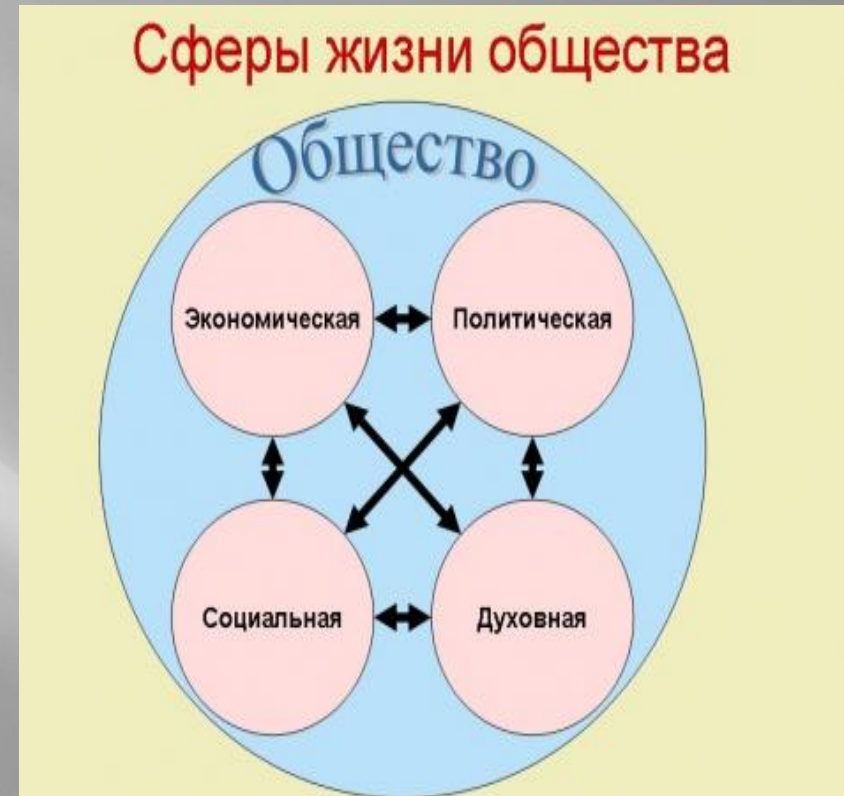 Сферы жизни общества
Общество
Экономическая
Политическая
Социальная
Духовная